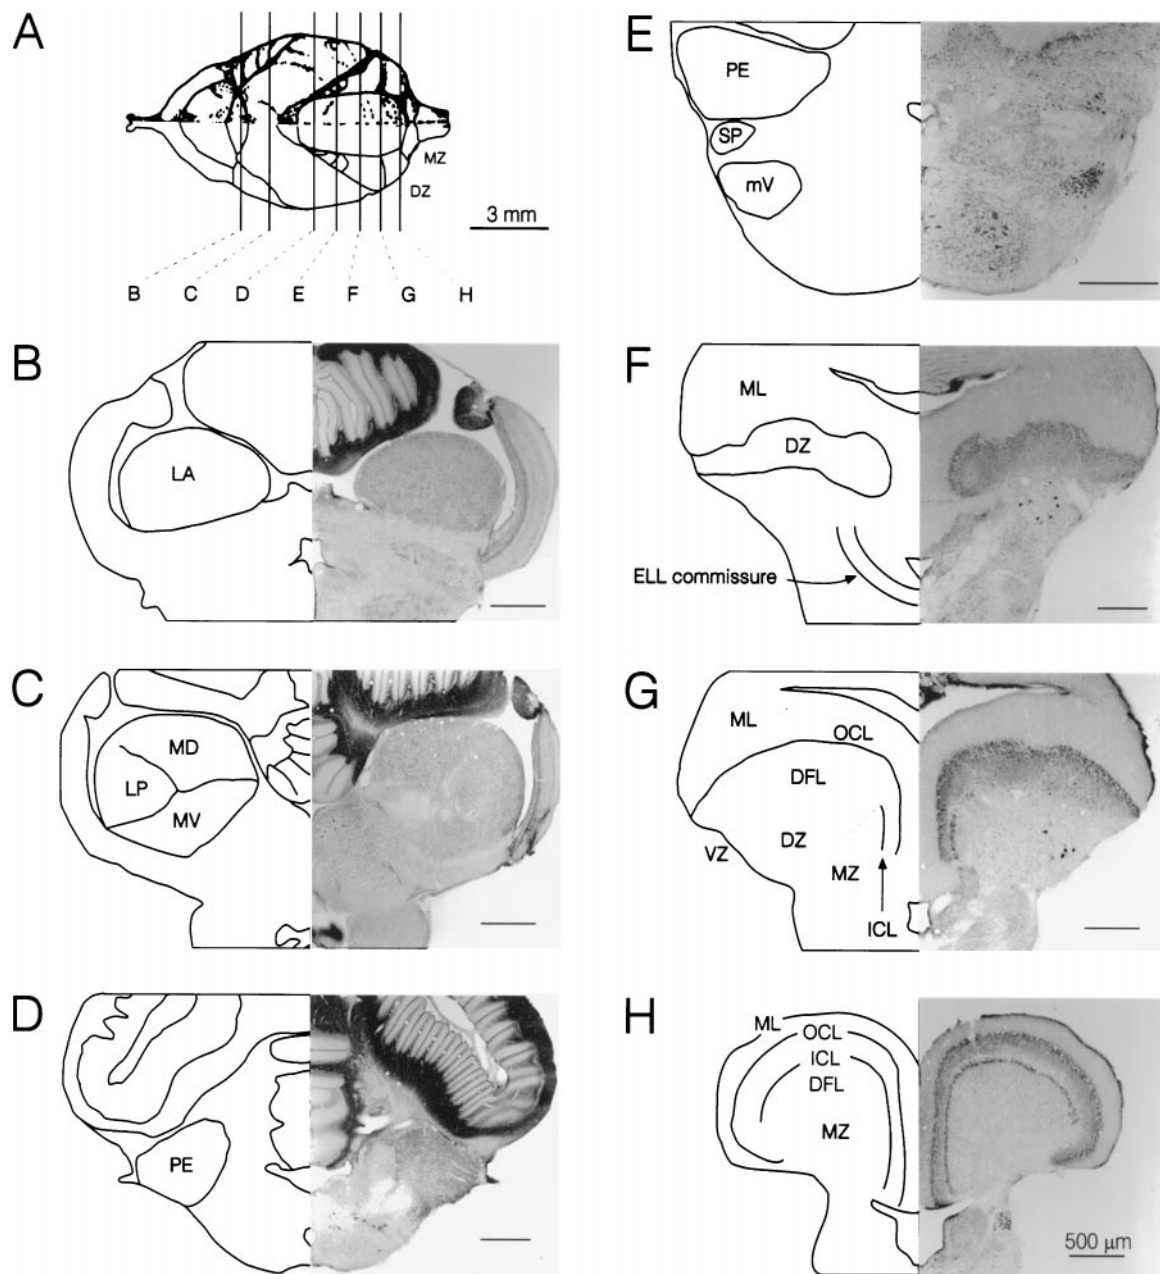 A
MZ
DZ
3 mm
B C D E F G H
B
LA
C
MD
LP
MV
D
PE
E
PE
SP
mV
F
ML
DZ
ELL commissure
G
ML
OCL
DFL
VZ
DZ
MZ
ICL
H
ML
OCL
ICL
DFL
MZ
500 μm